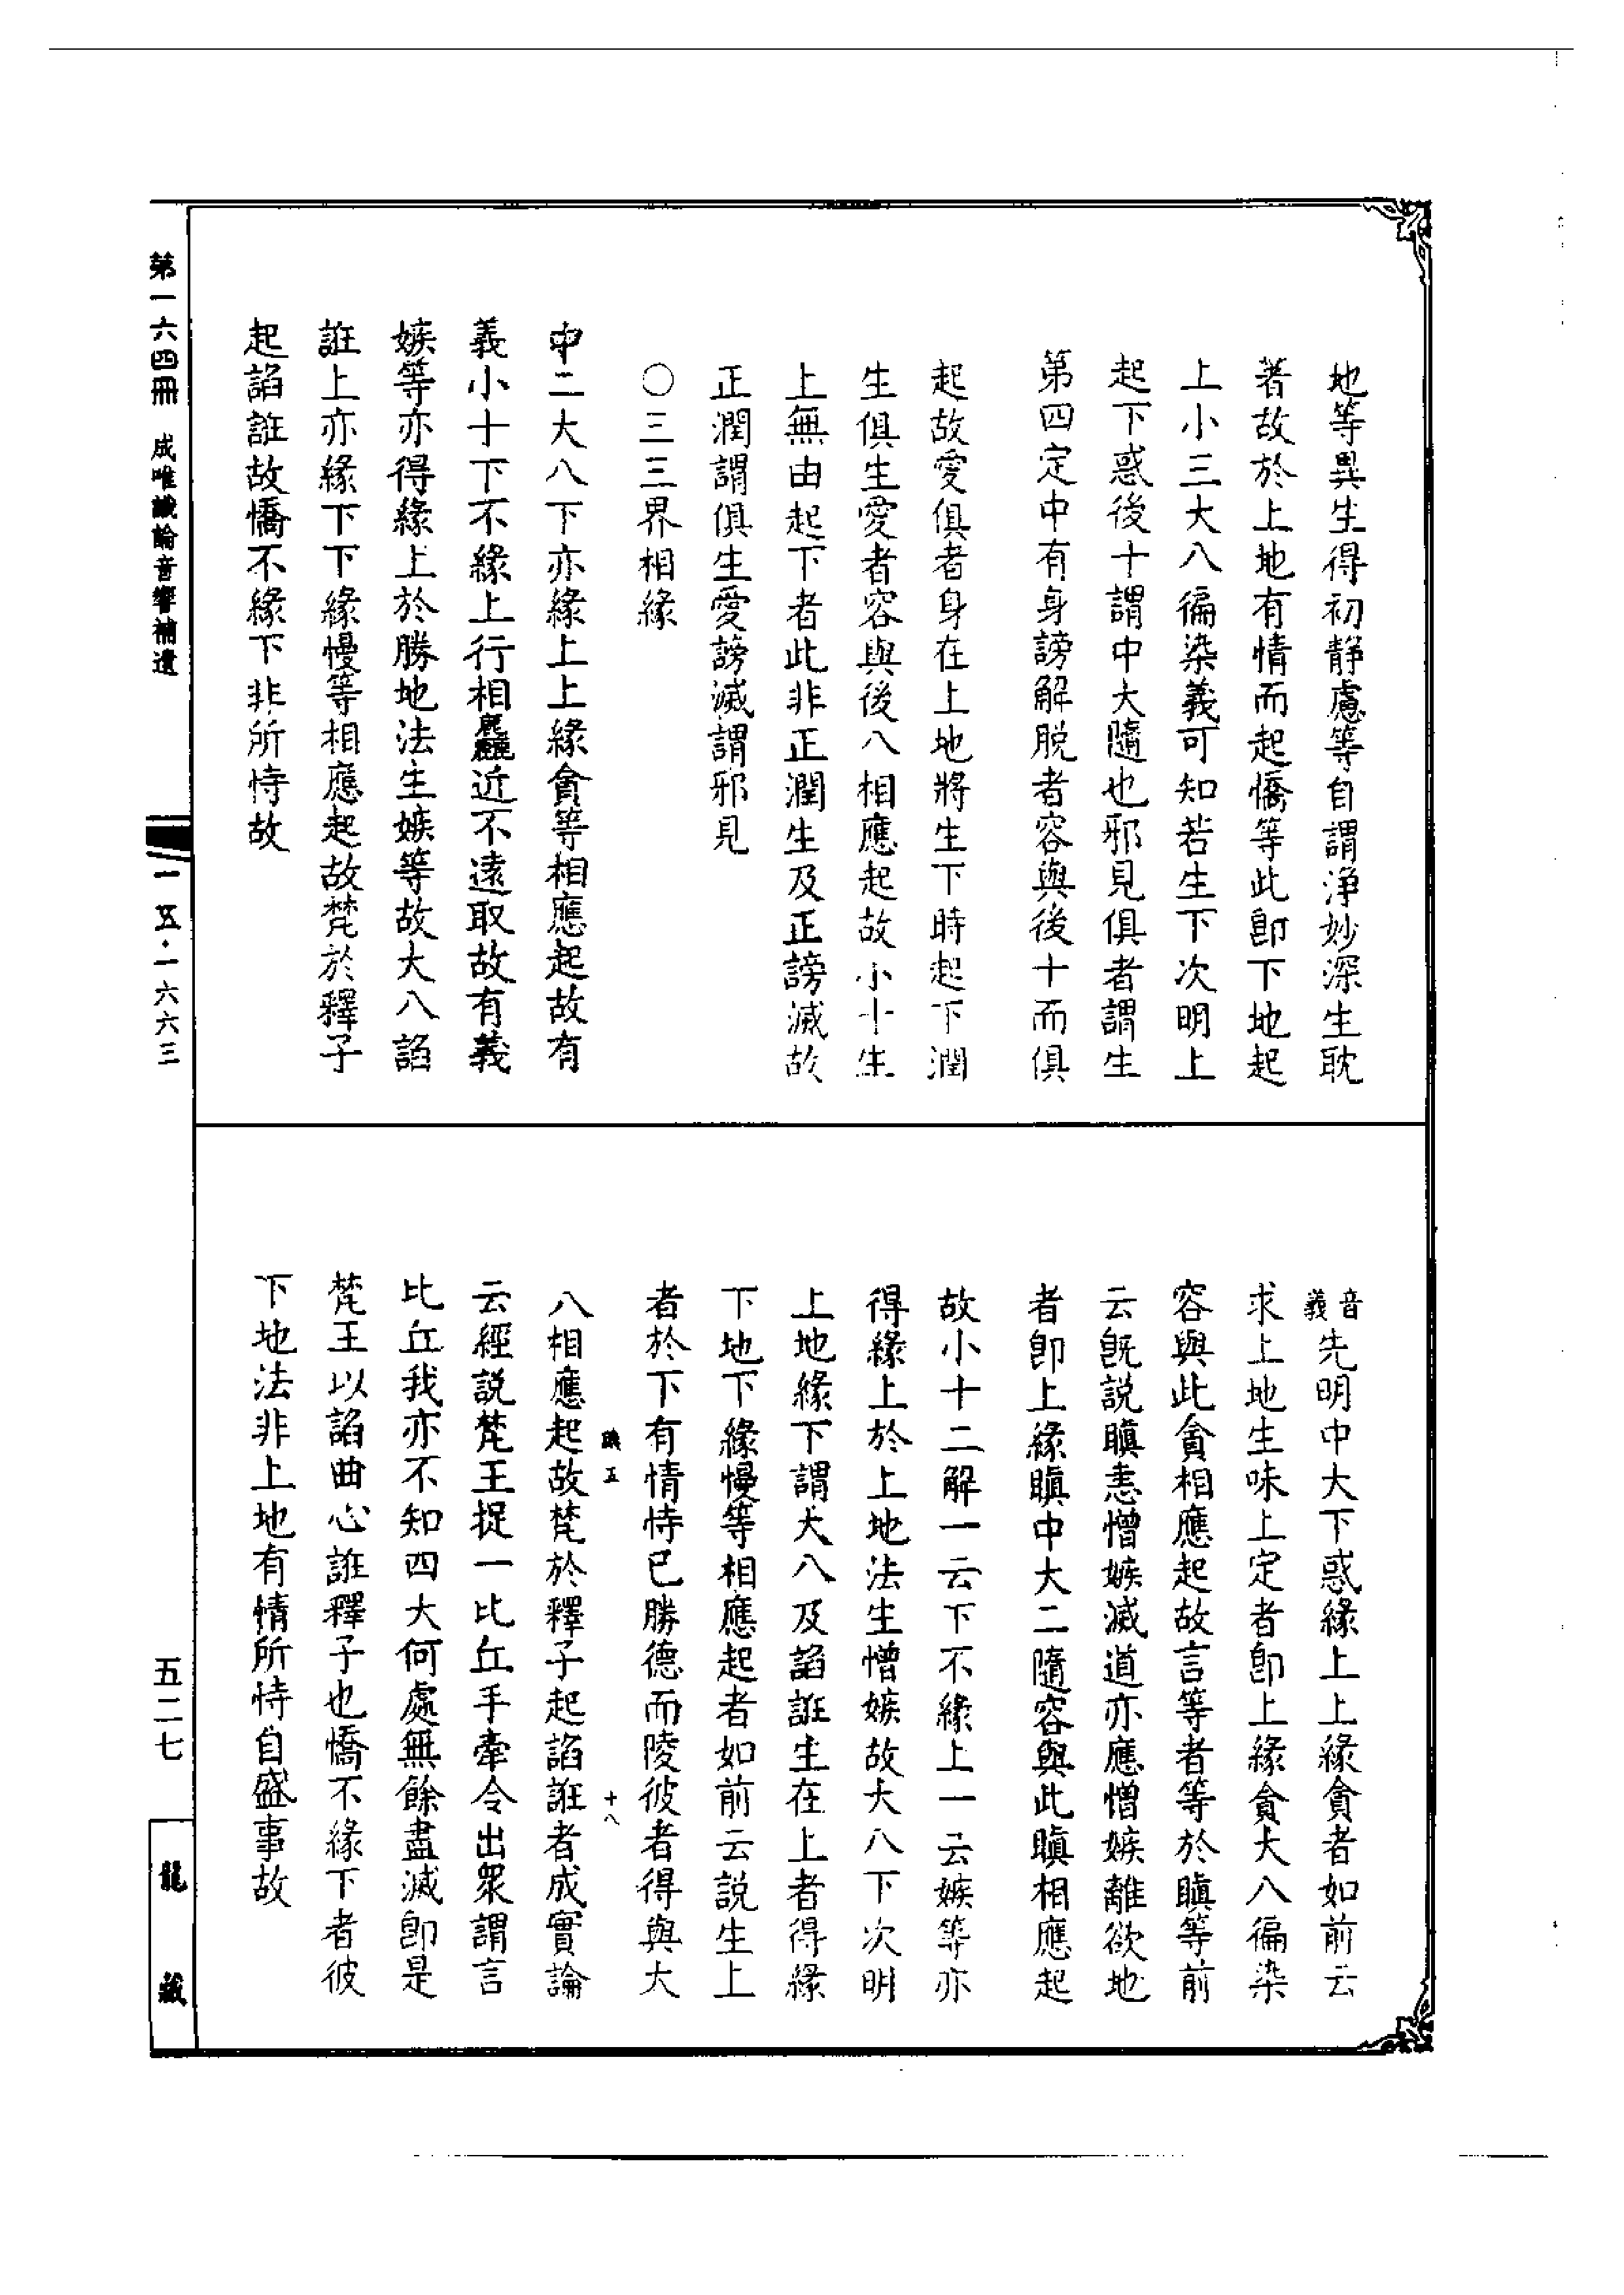 地等異生得初靜慮等自謂淨妙深生耽
著故於上地有情而起憍等此即下地起
上小三大八徧染義可知若生下次明上
起下惑後十謂中大隨也邪見俱者謂生
第四定中有身謗解脱者容與後十而俱
起故愛俱者身在上地將生下時起下潤
生俱生愛者容與後八相應起故小十生
上無由起下者此非正潤生及正謗滅故
正潤謂俱生愛謗滅謂邪見
○三三界相緣
中二大八下亦緣上上緣貪等相應起故有
義小十下不緣上行相麤近不遠取故有義
嫉等亦得緣上於勝地法生嫉等故大八諂
誑上亦緣下下緣慢等相應起故梵於釋子
起諂誑故憍不緣下非所恃故
音義先明中大下惑緣上上緣貪者如前云
求上地生味上定者即上緣貪大八徧染
容與此貪相應起故言等者等於瞋等前
云既説瞋恚憎嫉滅道亦應憎嫉離欲地
者即上緣瞋中大二隨容與此瞋相應起
故小十二解一云下不緣上一云嫉等亦
得緣上於上地法生憎嫉故大八下次明
上地緣下謂大八及諂誑生在上者得緣
下地下緣慢等相應起者如前云説生上
者於下有情恃已勝德而陵彼者得與大
職五 十八
八相應起故梵於釋子起諂誑者成實論
云經説梵王捉一比丘手牽令出衆謂言
比丘我亦不知四大何處無餘盡滅即是
梵王以諂曲心誑釋子也憍不緣下者彼
下地法非上地有情所恃自盛事故
第一六四冊 成唯識論音響補遺
一五·一六六三
五二七
龍藏